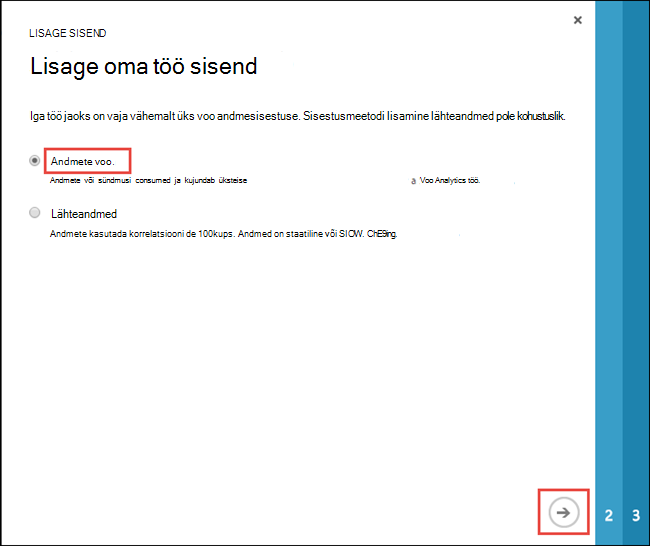 LISAGE SISEND
Lisage oma töö sisend
Iga töö jaoks on vaja vähemalt üks voo andmesisestuse. Sisestusmeetodi lisamine lähteandmed pole kohustuslik.
Andmete voo.
Andmete või sündmusi consumed ja kujundab üksteise a Voo Analytics töö.
Lähteandmed
Andmete kasutada korrelatsiooni de 100kups. Andmed on staatiline või SIOW. ChE9ing.
2 3